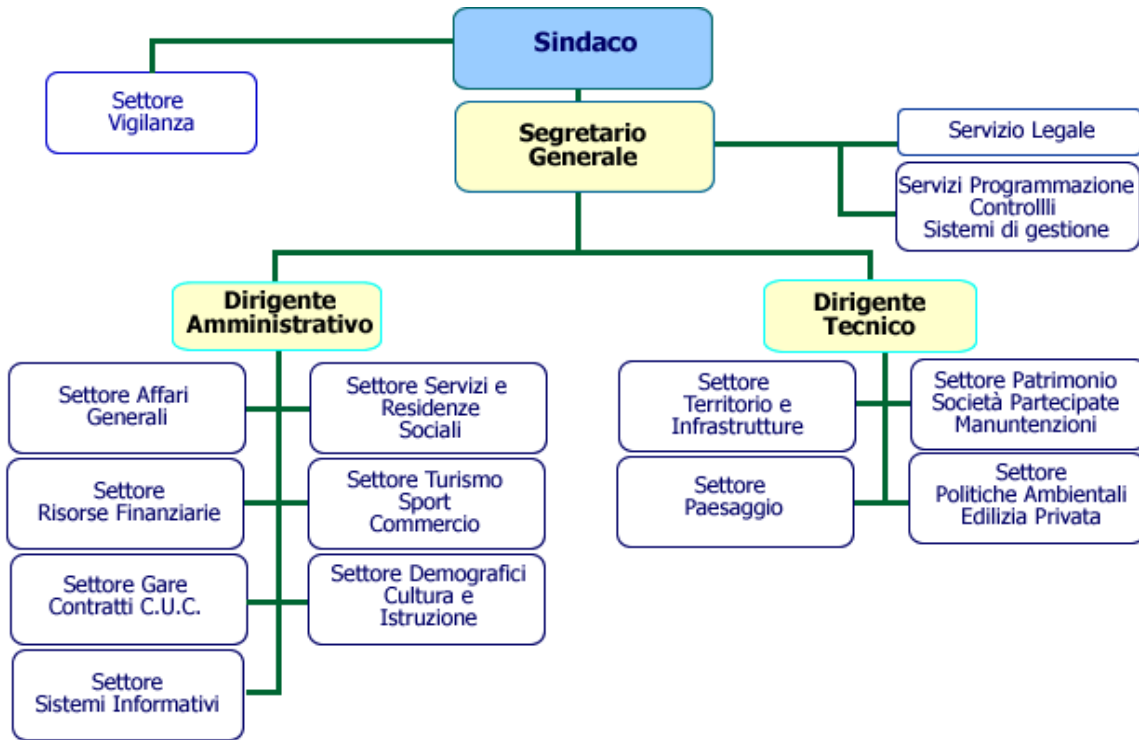 Sindaco
Settore
Vigilanza
Segretario
Generale
Servizio Legale
Servizi Programmazione
Controllli
Sistemi di gestione
Dirigente
Amministrativo
Dirigente
Tecnico
Settore Affari
Generali
Settore Servizi e
Residenze
Sociali
Settore
Territorio e
Infrastrutture
Settore Patrimonio
Società Partecipate
Manuntenzioni
Settore
Risorse Finanziarie
Settore Turismo
Sport
Commercio
Settore
Paesaggio
Settore
Politiche Ambientali
Edilizia Privata
Settore Gare
Contratti C.U.C.
Settore Demografici
Cultura e
Istruzione
Settore
Sistemi Informativi